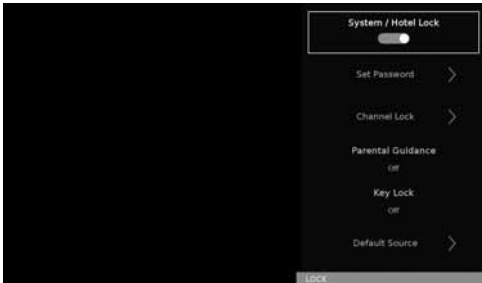 System / Hotel Lock
Set Password
Channel Lock
Parental Guidance
Off
Key Lock
Off
Default Source
LOCK